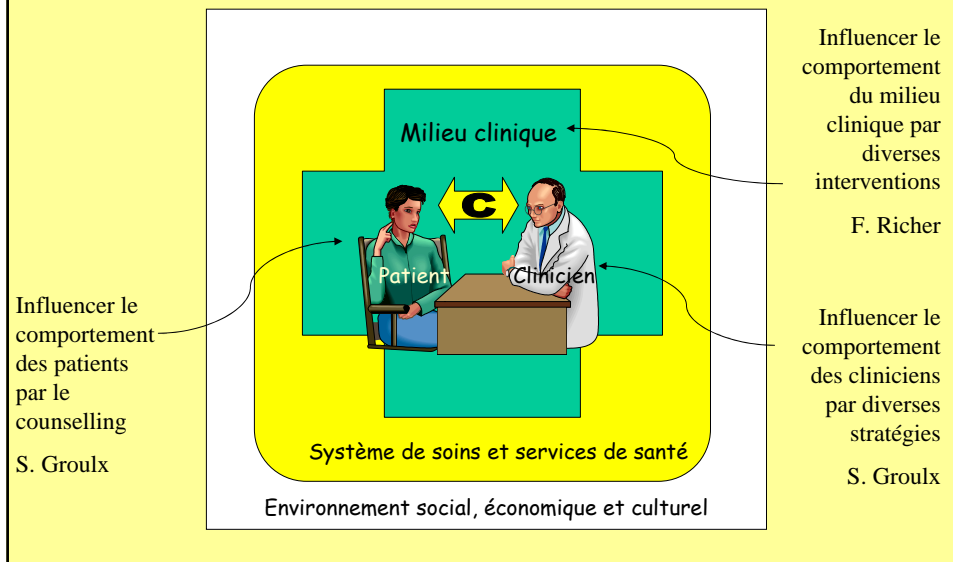 Influencer le
comportement
du milieu
clinique par
diverses
interventions
F. Richer
Milieu clinique
C
Patient
Clinicien
Influencer le
comportement
des patients
par le
counselling
S. Groulx
Influencer le
comportement
des cliniciens
par diverses
stratégies
S. Groulx
Système de soins et services de santé
Environnement social, économique et culturel